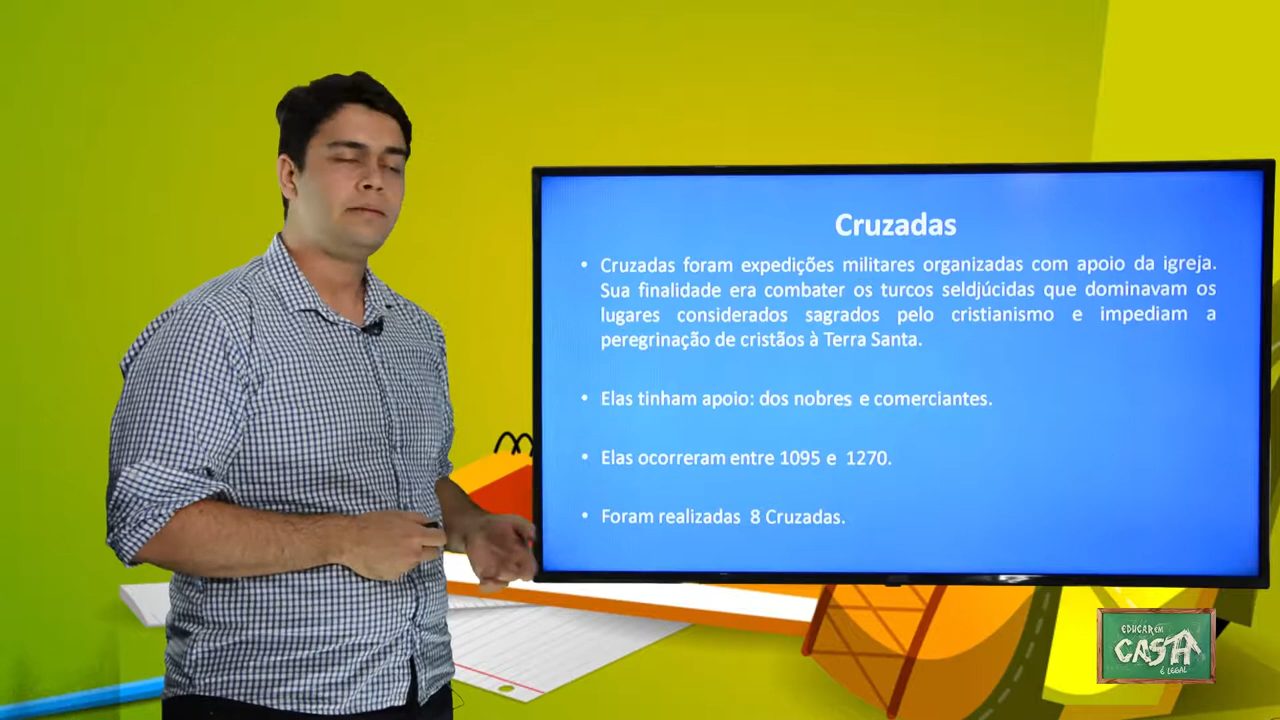 Cruzadas
• Cruzadas foram expedições militares organizadas com apoio da igreja.
Sua finalidade era combater os turcos seldjúcidas que dominavam os
lugares considerados sagrados pelo cristianismo e impediam a
peregrinação de cristãos à Terra Santa.
• Elas tinham apoio: dos nobres e comerciantes.
• Elas ocorreram entre 1095 e 1270.
• Foram realizadas 8 Cruzadas.
EDUCAR EM
CASA
É LEGAL